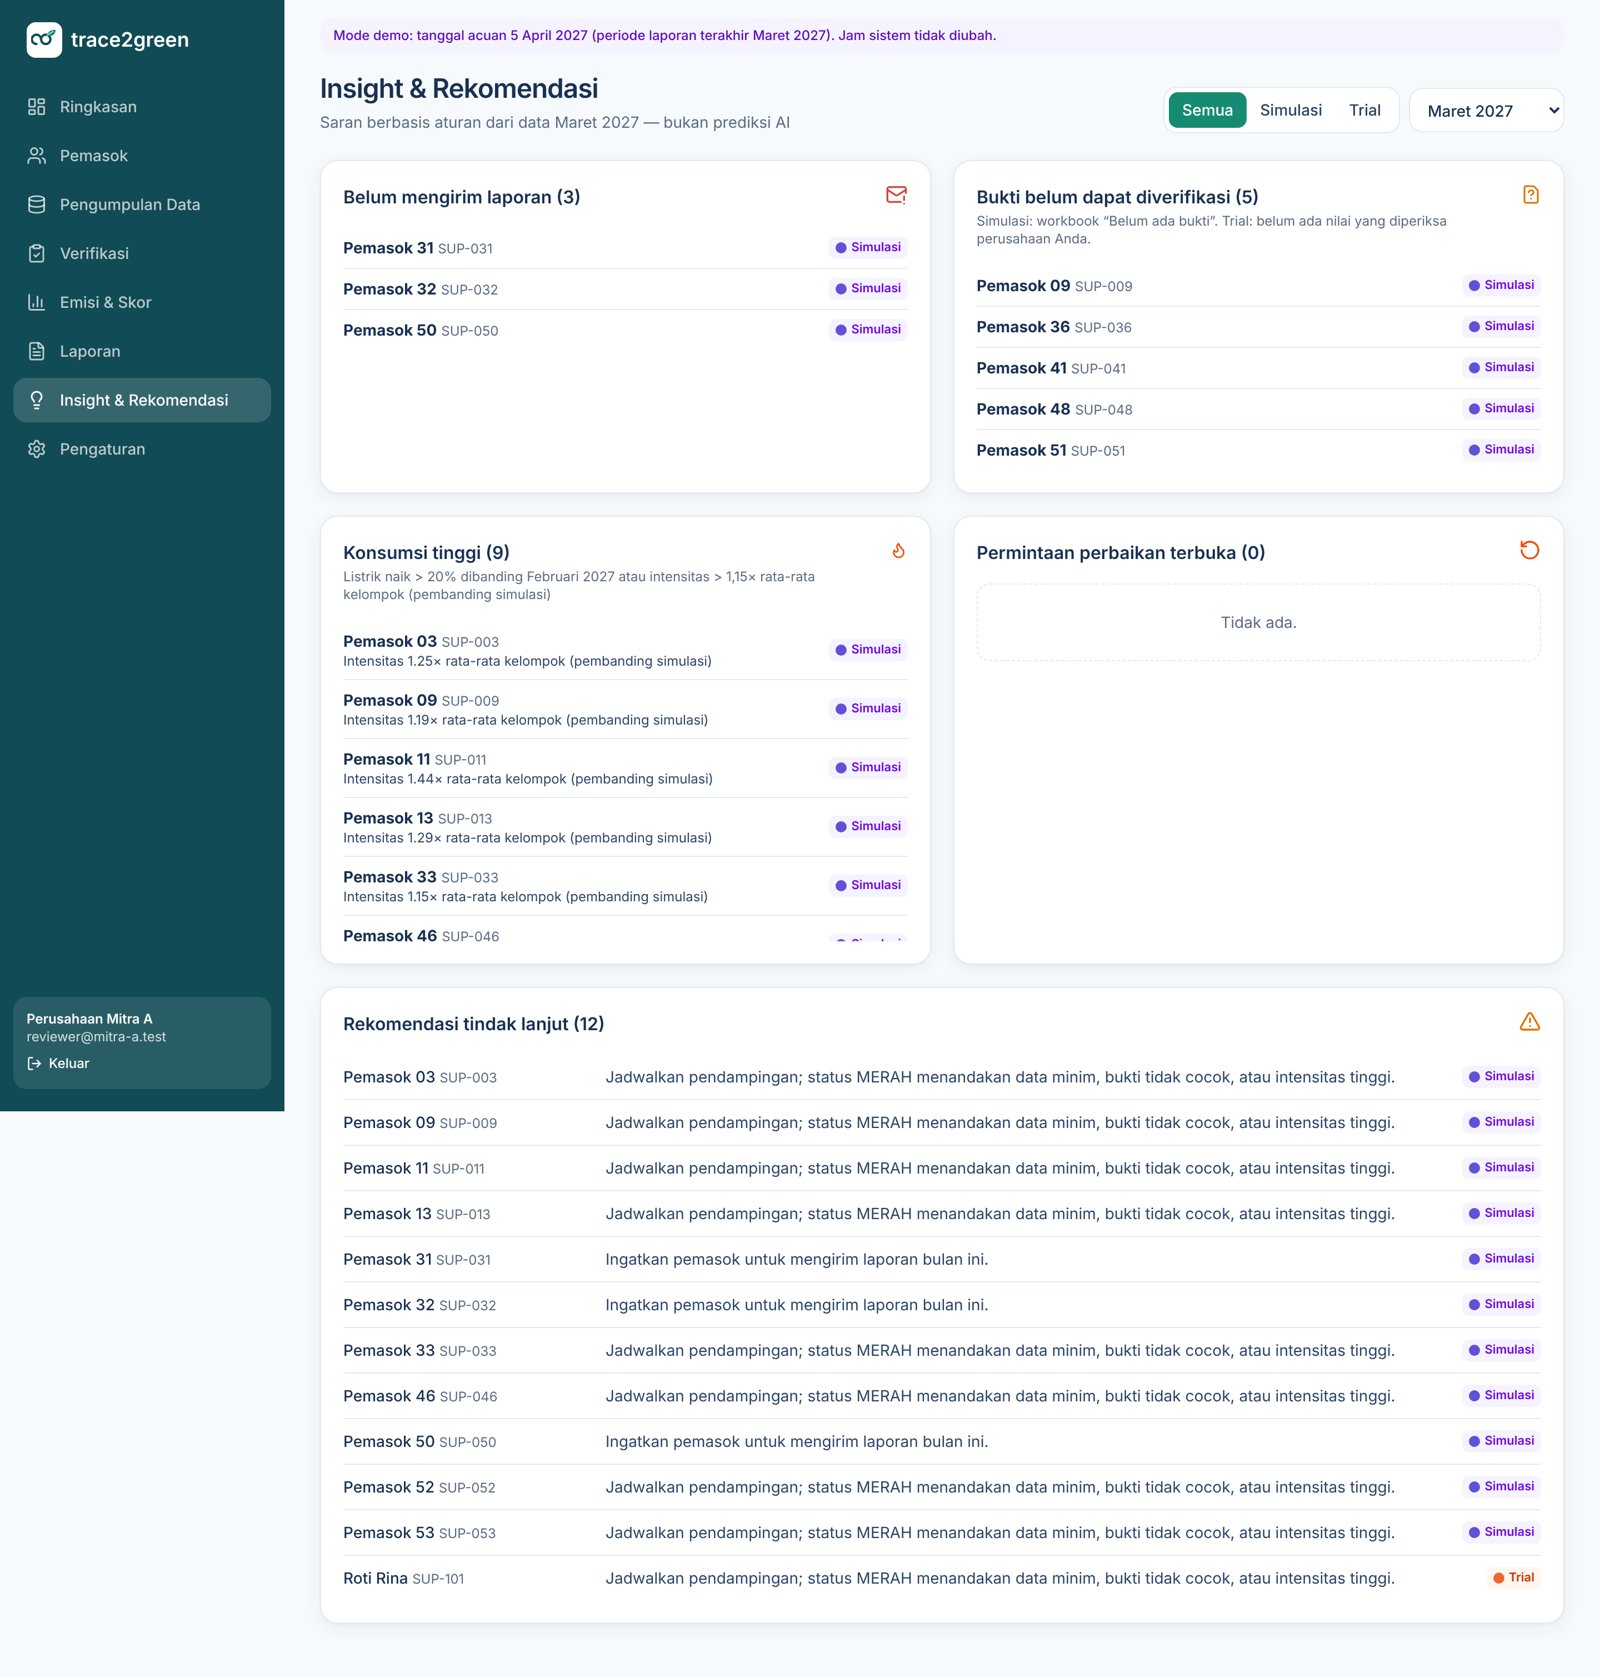 trace2green
Ringkasan
Pemasok
Pengumpulan Data
Verifikasi
Emisi & Skor
Laporan
Insight & Rekomendasi
Pengaturan
Perusahaan Mitra A
reviewer@mitra-a.test
Keluar
Mode demo: tanggal acuan 5 April 2027 (periode laporan terakhir Maret 2027). Jam sistem tidak diubah.
Insight & Rekomendasi
Saran berbasis aturan dari data Maret 2027 — bukan prediksi AI
Semua Simulasi Trial Maret 2027
Belum mengirim laporan (3)
Pemasok 31 SUP-031 Simulasi
Pemasok 32 SUP-032 Simulasi
Pemasok 50 SUP-050 Simulasi
Bukti belum dapat diverifikasi (5)
Simulasi: workbook “Belum ada bukti”. Trial: belum ada nilai yang diperiksa
perusahaan Anda.
Pemasok 09 SUP-009 Simulasi
Pemasok 36 SUP-036 Simulasi
Pemasok 41 SUP-041 Simulasi
Pemasok 48 SUP-048 Simulasi
Pemasok 51 SUP-051 Simulasi
Konsumsi tinggi (9)
Listrik naik > 20% dibanding Februari 2027 atau intensitas > 1,15× rata-rata
kelompok (pembanding simulasi)
Pemasok 03 SUP-003 Simulasi
Intensitas 1.25× rata-rata kelompok (pembanding simulasi)
Pemasok 09 SUP-009 Simulasi
Intensitas 1.19× rata-rata kelompok (pembanding simulasi)
Pemasok 11 SUP-011 Simulasi
Intensitas 1.44× rata-rata kelompok (pembanding simulasi)
Pemasok 13 SUP-013 Simulasi
Intensitas 1.29× rata-rata kelompok (pembanding simulasi)
Pemasok 33 SUP-033 Simulasi
Intensitas 1.15× rata-rata kelompok (pembanding simulasi)
Pemasok 46 SUP-046
Permintaan perbaikan terbuka (0)
Tidak ada.
Rekomendasi tindak lanjut (12)
Pemasok 03 SUP-003 Jadwalkan pendampingan; status MERAH menandakan data minim, bukti tidak cocok, atau intensitas tinggi. Simulasi
Pemasok 09 SUP-009 Jadwalkan pendampingan; status MERAH menandakan data minim, bukti tidak cocok, atau intensitas tinggi. Simulasi
Pemasok 11 SUP-011 Jadwalkan pendampingan; status MERAH menandakan data minim, bukti tidak cocok, atau intensitas tinggi. Simulasi
Pemasok 13 SUP-013 Jadwalkan pendampingan; status MERAH menandakan data minim, bukti tidak cocok, atau intensitas tinggi. Simulasi
Pemasok 31 SUP-031 Ingatkan pemasok untuk mengirim laporan bulan ini. Simulasi
Pemasok 32 SUP-032 Ingatkan pemasok untuk mengirim laporan bulan ini. Simulasi
Pemasok 33 SUP-033 Jadwalkan pendampingan; status MERAH menandakan data minim, bukti tidak cocok, atau intensitas tinggi. Simulasi
Pemasok 46 SUP-046 Jadwalkan pendampingan; status MERAH menandakan data minim, bukti tidak cocok, atau intensitas tinggi. Simulasi
Pemasok 50 SUP-050 Ingatkan pemasok untuk mengirim laporan bulan ini. Simulasi
Pemasok 52 SUP-052 Jadwalkan pendampingan; status MERAH menandakan data minim, bukti tidak cocok, atau intensitas tinggi. Simulasi
Pemasok 53 SUP-053 Jadwalkan pendampingan; status MERAH menandakan data minim, bukti tidak cocok, atau intensitas tinggi. Simulasi
Roti Rina SUP-101 Jadwalkan pendampingan; status MERAH menandakan data minim, bukti tidak cocok, atau intensitas tinggi. Trial